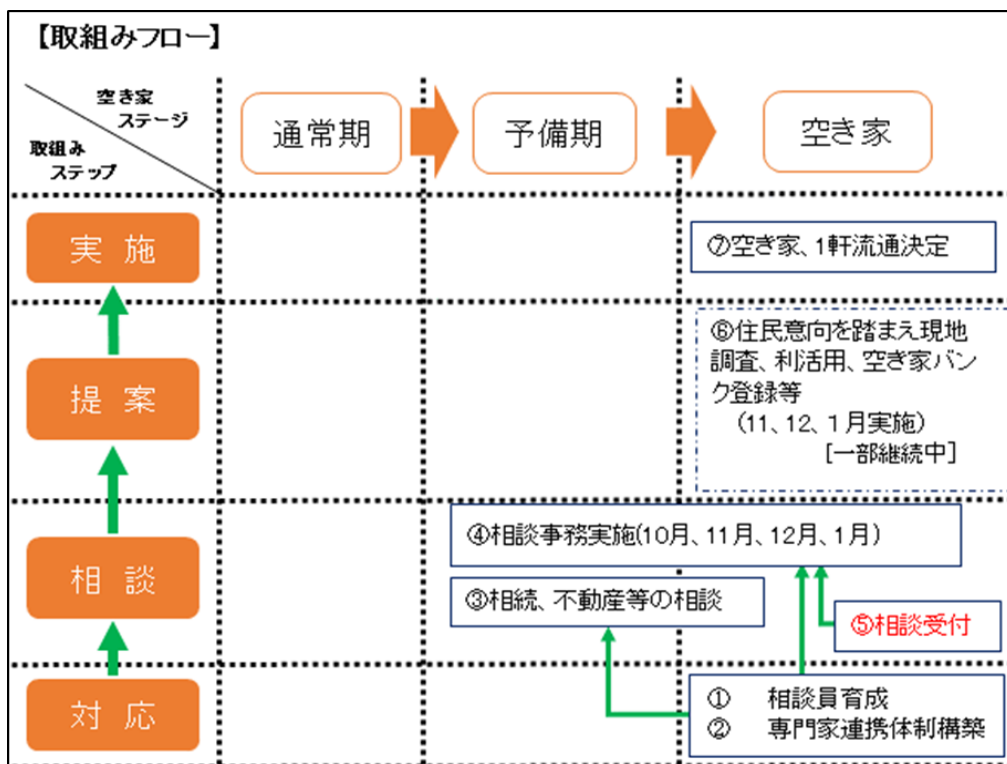 【取組みフロー】
空き家
ステージ
取組み
ステップ
通常期
予備期
空き家
実施
⑦空き家、1軒流通決定
提案
⑥住民意向を踏まえ現地
調査、利活用、空き家バン
ク登録等
(11、12、1月実施)
[一部継続中]
相談
④相談事務実施(10月、11月、12月、1月)
③相続、不動産等の相談
⑤相談受付
対応
① 相談員育成
② 専門家連携体制構築